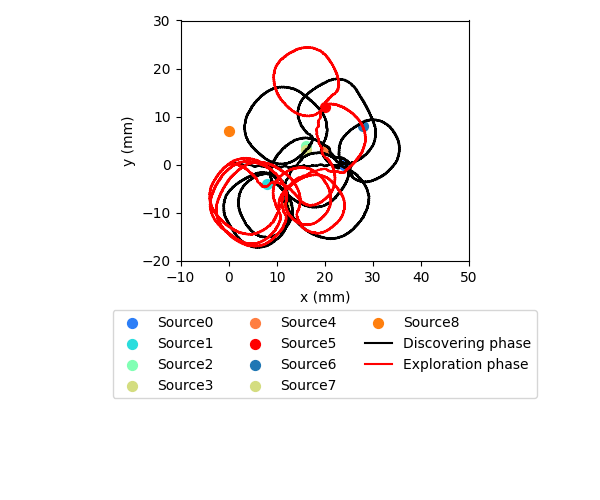 30
20
10
0
−10
−20
y (mm)
−10 0 10 20 30 40 50
x (mm)
Source0 Source4 Source8
Source1 Source5 Discovering phase
Source2 Source6 Exploration phase
Source3 Source7